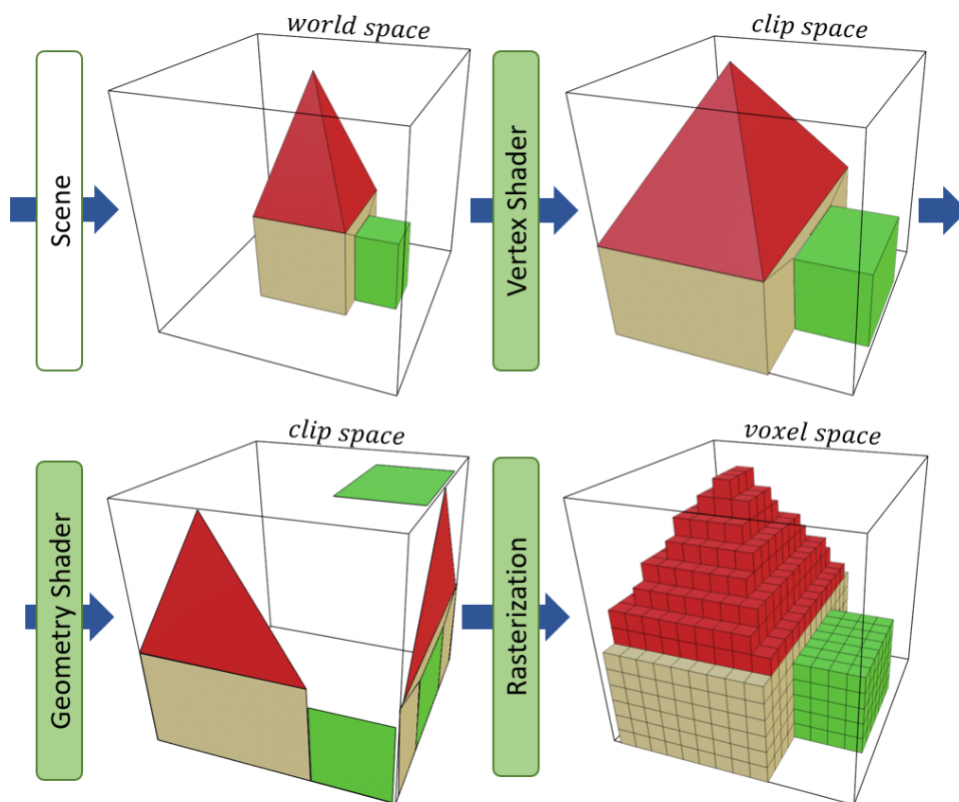 world space
clip space
Scene
Vertex Shader
clip space
voxel space
Geometry Shader
Rasterization